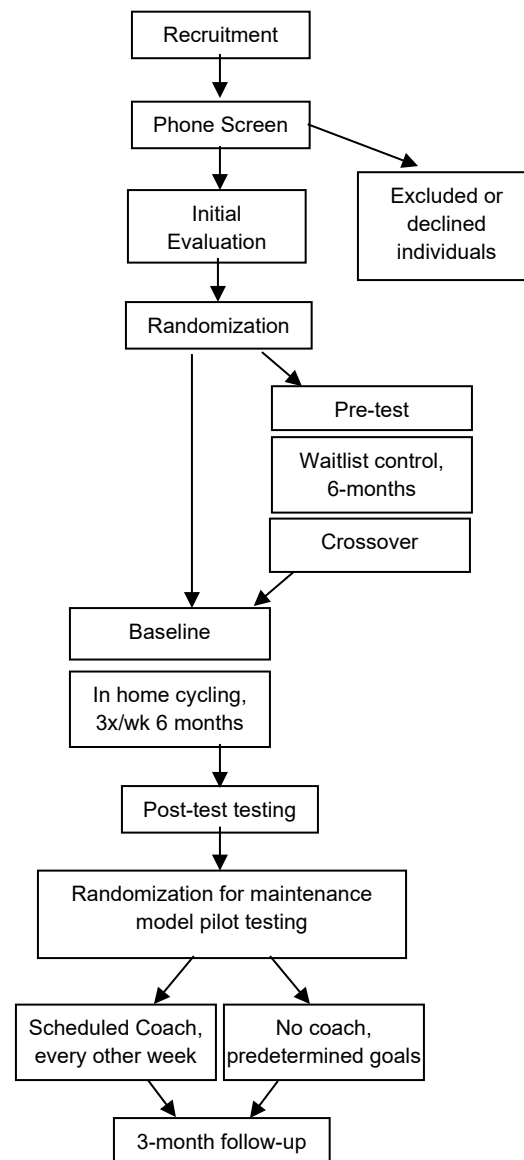 Recruitment
Phone Screen
Excluded or
declined
individuals
Initial
Evaluation
Randomization
Pre-test
Waitlist control,
6-months
Crossover
Baseline
In home cycling,
3x/wk 6 months
Post-test testing
Randomization for maintenance
model pilot testing
Scheduled Coach,
every other week
No coach,
predetermined goals
3-month follow-up